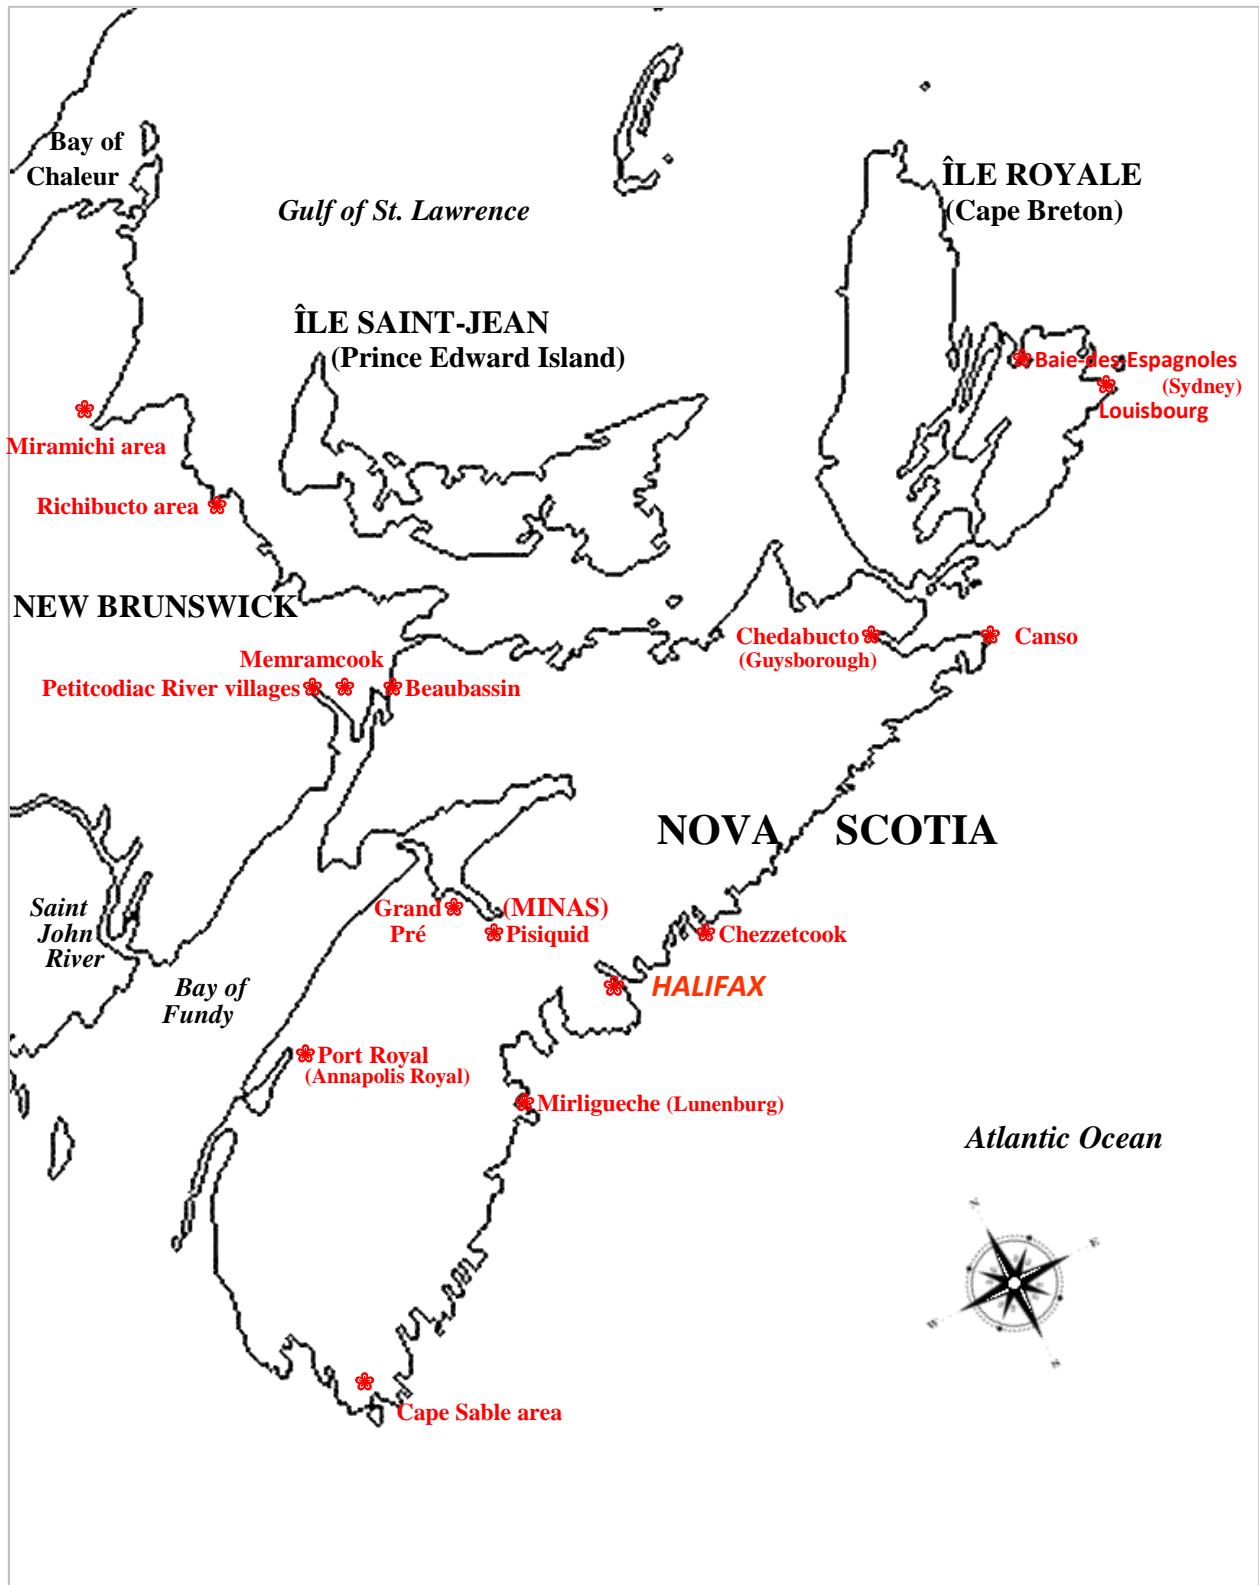 Bay of
Chaleur
Gulf of St. Lawrence
ÎLE ROYALE
(Cape Breton)
ÎLE SAINT-JEAN
(Prince Edward Island)
Baie-des-Espagnoles
(Sydney)
Louisbourg
Miramichi area
Richibucto area
NEW BRUNSWICK
Chedabucto
(Guysborough)
Canso
Memramcook
Petitcodiac River villages
Beaubassin
NOVA SCOTIA
Saint
John
River
Grand
Pré
(MINAS)
Pisiquid
Chezzetcook
Bay of
Fundy
HALIFAX
Port Royal
(Annapolis Royal)
Mirligueche (Lunenburg)
Atlantic Ocean
N
E
W
S
Cape Sable area